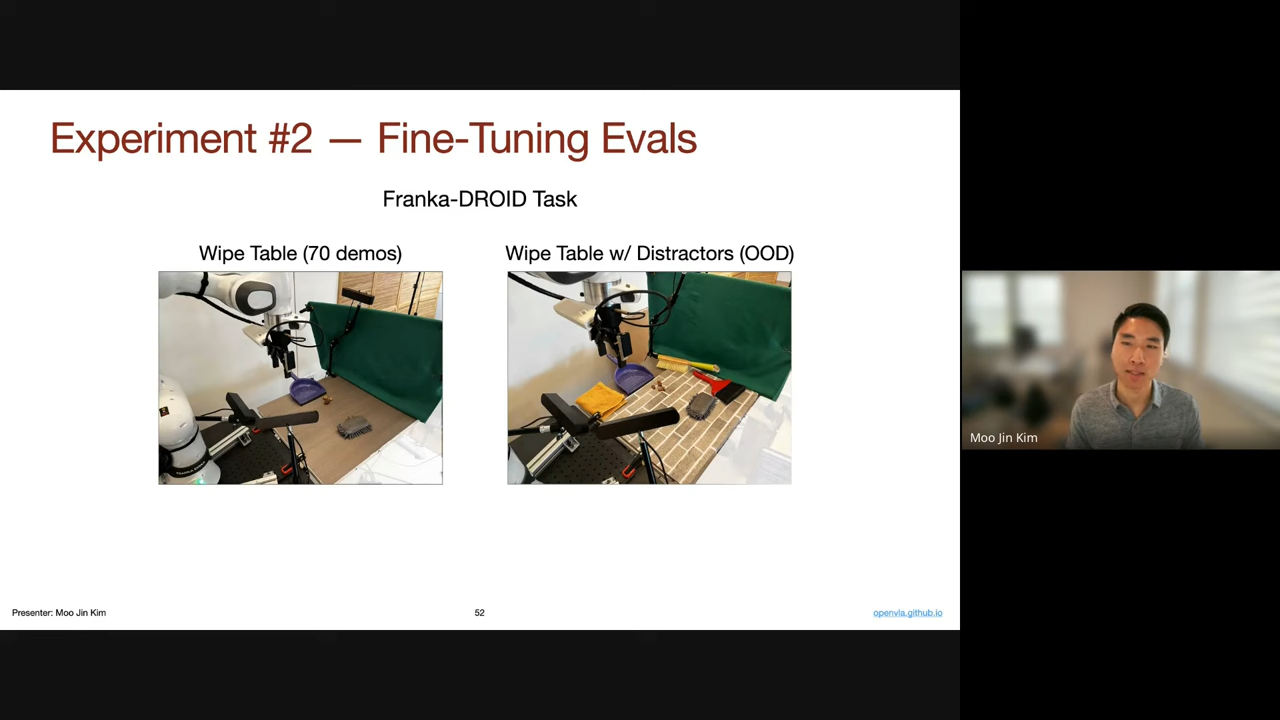 Experiment #2 — Fine-Tuning Evals
Franka-DROID Task
Wipe Table (70 demos)
Wipe Table w/ Distractors (OOD)
Moo Jin Kim
Presenter: Moo Jin Kim
52
openvla.github.io